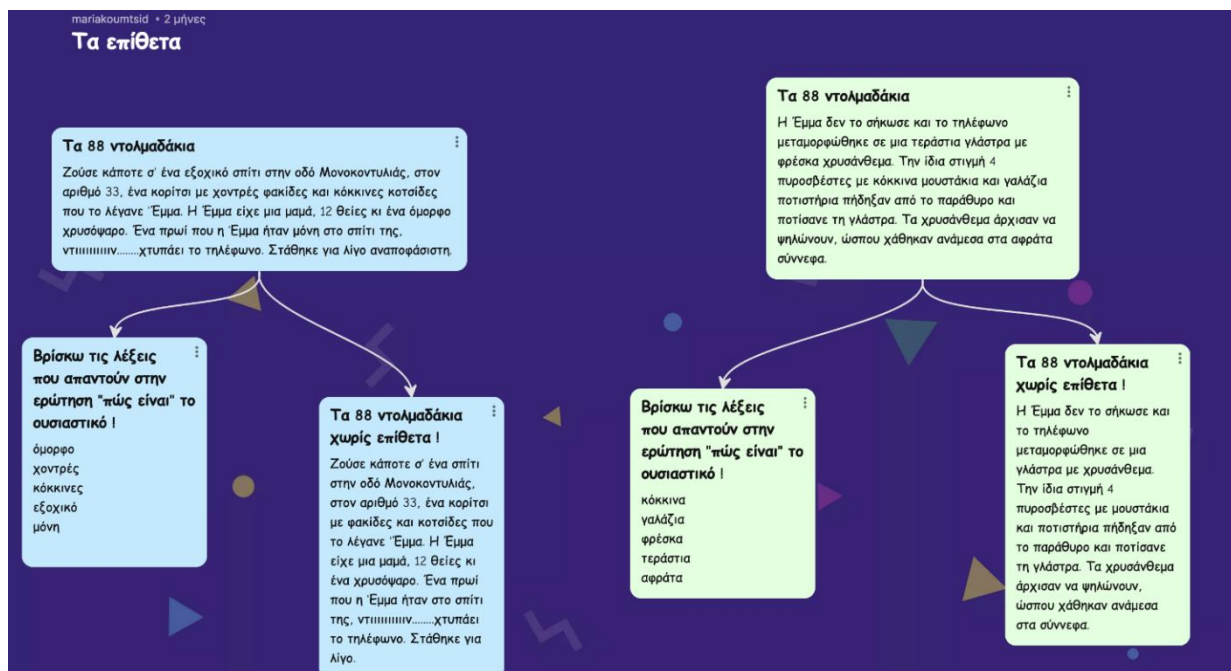 mariakoumtsid • 2 μήνες
Τα επίθετα
Τα 88 ντολμαδάκια
Ζούσε κάποτε σ' ένα εξοχικό σπίτι στην οδό Μονοκοντυλιάς, στον
αριθμό 33, ένα κορίτσι με χοντρές φακίδες και κόκκινες κοτσίδες
που το λέγανε Έμμα. Η Έμμα είχε μια μαμά, 12 θείες κι ένα όμορφο
χρυσόψαρο. Ένα πρωί που η Έμμα ήταν μόνη στο σπίτι της,
ντιιιιιιιιιιν........χτυπάει το τηλέφωνο. Στάθηκε για λίγο αναποφάσιστη.
Βρίσκω τις λέξεις
που απαντούν στην
ερώτηση "πώς είναι" το
ουσιαστικό !
όμορφο
χοντρές
κόκκινες
εξοχικό
μόνη
Τα 88 ντολμαδάκια
χωρίς επίθετα !
Ζούσε κάποτε σ' ένα σπίτι
στην οδό Μονοκοντυλιάς,
στον αριθμό 33, ένα κορίτσι
με φακίδες και κοτσίδες που
το λέγανε Έμμα. Η Έμμα
είχε μια μαμά, 12 θείες κι
ένα χρυσόψαρο. Ένα πρωί
που η Έμμα ήταν στο σπίτι
της, ντιιιιιιιιιιν........χτυπάει
το τηλέφωνο. Στάθηκε για
λίγο.
Τα 88 ντολμαδάκια
Η Έμμα δεν το σήκωσε και το τηλέφωνο
μεταμορφώθηκε σε μια τεράστια γλάστρα με
φρέσκα χρυσάνθεμα. Την ίδια στιγμή 4
πυροσβέστες με κόκκινα μουστάκια και γαλάζια
ποτιστήρια πήδηξαν από το παράθυρο και
ποτίσανε τη γλάστρα. Τα χρυσάνθεμα άρχισαν να
ψηλώνουν, ώσπου χάθηκαν ανάμεσα στα αφράτα
σύννεφα.
Βρίσκω τις λέξεις
που απαντούν στην
ερώτηση "πώς είναι" το
ουσιαστικό !
κόκκινα
γαλάζια
φρέσκα
τεράστια
αφράτα
Τα 88 ντολμαδάκια
χωρίς επίθετα !
Η Έμμα δεν το σήκωσε και
το τηλέφωνο
μεταμορφώθηκε σε μια
γλάστρα με χρυσάνθεμα.
Την ίδια στιγμή 4
πυροσβέστες με μουστάκια
και ποτιστήρια πήδηξαν από
το παράθυρο και ποτίσανε
τη γλάστρα. Τα χρυσάνθεμα
άρχισαν να ψηλώνουν,
ώσπου χάθηκαν ανάμεσα
στα σύννεφα.